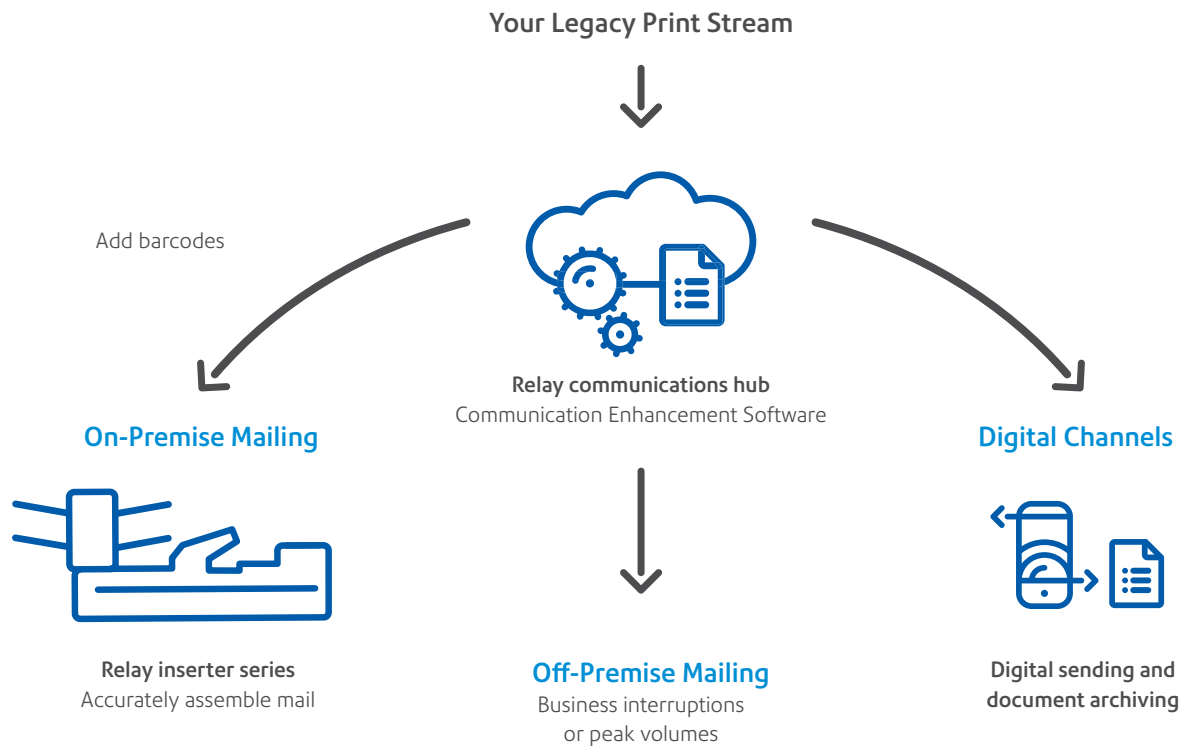 Your Legacy Print Stream
Add barcodes
Relay communications hub
Communication Enhancement Software
On-Premise Mailing
Digital Channels
Relay inserter series
Accurately assemble mail
Off-Premise Mailing
Business interruptions
or peak volumes
Digital sending and
document archiving